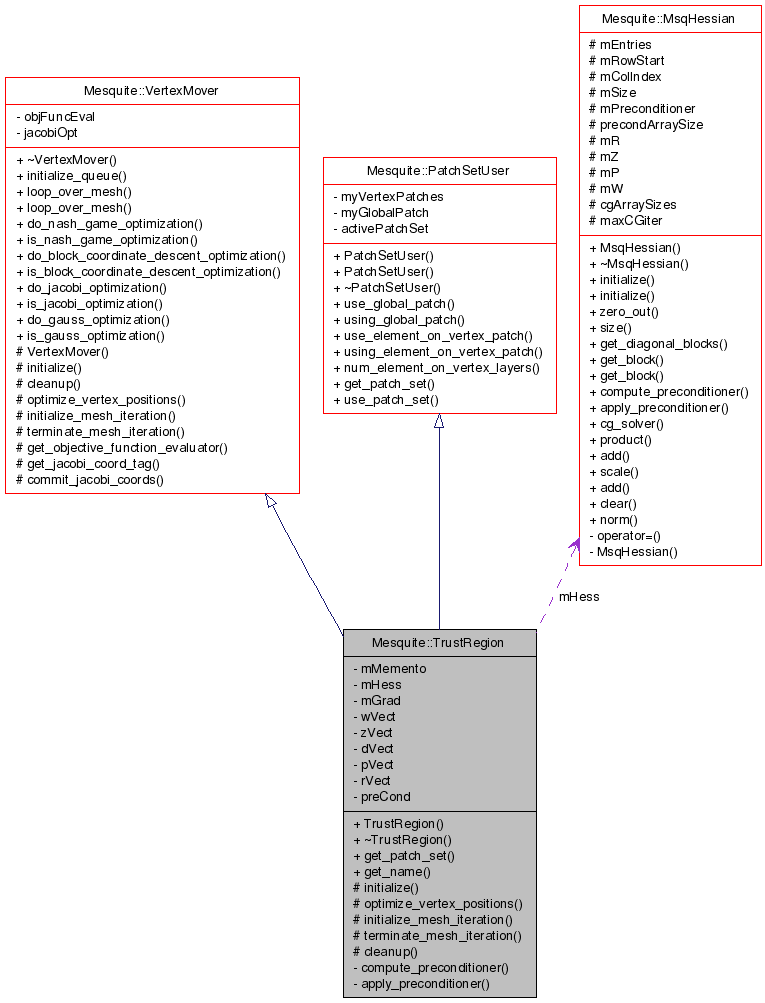 Mesquite::VertexMover
- objFuncEval
- jacobiOpt
+ ~VertexMover()
+ initialize_queue()
+ loop_over_mesh()
+ loop_over_mesh()
+ do_nash_game_optimization()
+ is_nash_game_optimization()
+ do_block_coordinate_descent_optimization()
+ is_block_coordinate_descent_optimization()
+ do_jacobi_optimization()
+ is_jacobi_optimization()
+ do_gauss_optimization()
+ is_gauss_optimization()
# VertexMover()
# initialize()
# cleanup()
# optimize_vertex_positions()
# initialize_mesh_iteration()
# terminate_mesh_iteration()
# get_objective_function_evaluator()
# get_jacobi_coord_tag()
# commit_jacobi_coords()
Mesquite::PatchSetUser
- myVertexPatches
- myGlobalPatch
- activePatchSet
+ PatchSetUser()
+ PatchSetUser()
+ ~PatchSetUser()
+ use_global_patch()
+ using_global_patch()
+ use_element_on_vertex_patch()
+ using_element_on_vertex_patch()
+ num_element_on_vertex_layers()
+ get_patch_set()
+ use_patch_set()
Mesquite::MsqHessian
# mEntries
# mRowStart
# mColIndex
# mSize
# mPreconditioner
# precondArraySize
# mR
# mZ
# mP
# mW
# cgArraySizes
# maxCGiter
+ MsqHessian()
+ ~MsqHessian()
+ initialize()
+ initialize()
+ zero_out()
+ size()
+ get_diagonal_blocks()
+ get_block()
+ get_block()
+ compute_preconditioner()
+ apply_preconditioner()
+ cg_solver()
+ product()
+ add()
+ scale()
+ add()
+ clear()
+ norm()
- operator=()
- MsqHessian()
mHess
Mesquite::TrustRegion
- mMemento
- mHess
- mGrad
- wVect
- zVect
- dVect
- pVect
- rVect
- preCond
+ TrustRegion()
+ ~TrustRegion()
+ get_patch_set()
+ get_name()
# initialize()
# optimize_vertex_positions()
# initialize_mesh_iteration()
# terminate_mesh_iteration()
# cleanup()
- compute_preconditioner()
- apply_preconditioner()